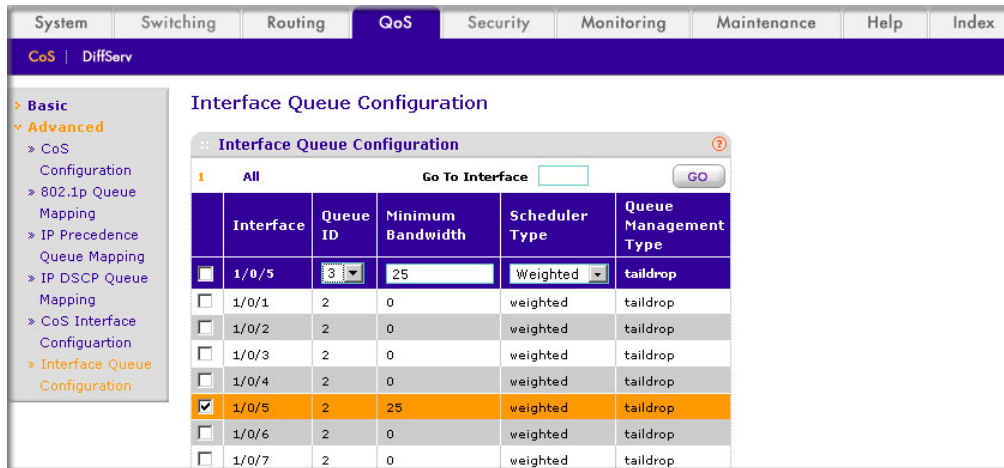 System Switching Routing QoS Security Monitoring Maintenance Help Index
CoS | DiffServ
Basic
Advanced
» CoS
Configuration
» 802.1p Queue
Mapping
» IP Precedence
Queue Mapping
» IP DSCP Queue
Mapping
» CoS Interface
Configuartion
» Interface Queue
Configuration
Interface Queue Configuration
Interface Queue Configuration ?
1 All Go To Interface GO
Interface Queue ID Minimum Bandwidth Scheduler Type Queue Management Type
1/0/5 3 25 Weighted taildrop
1/0/1 2 0 weighted taildrop
1/0/2 2 0 weighted taildrop
1/0/3 2 0 weighted taildrop
1/0/4 2 0 weighted taildrop
1/0/5 2 25 weighted taildrop
1/0/6 2 0 weighted taildrop
1/0/7 2 0 weighted taildrop